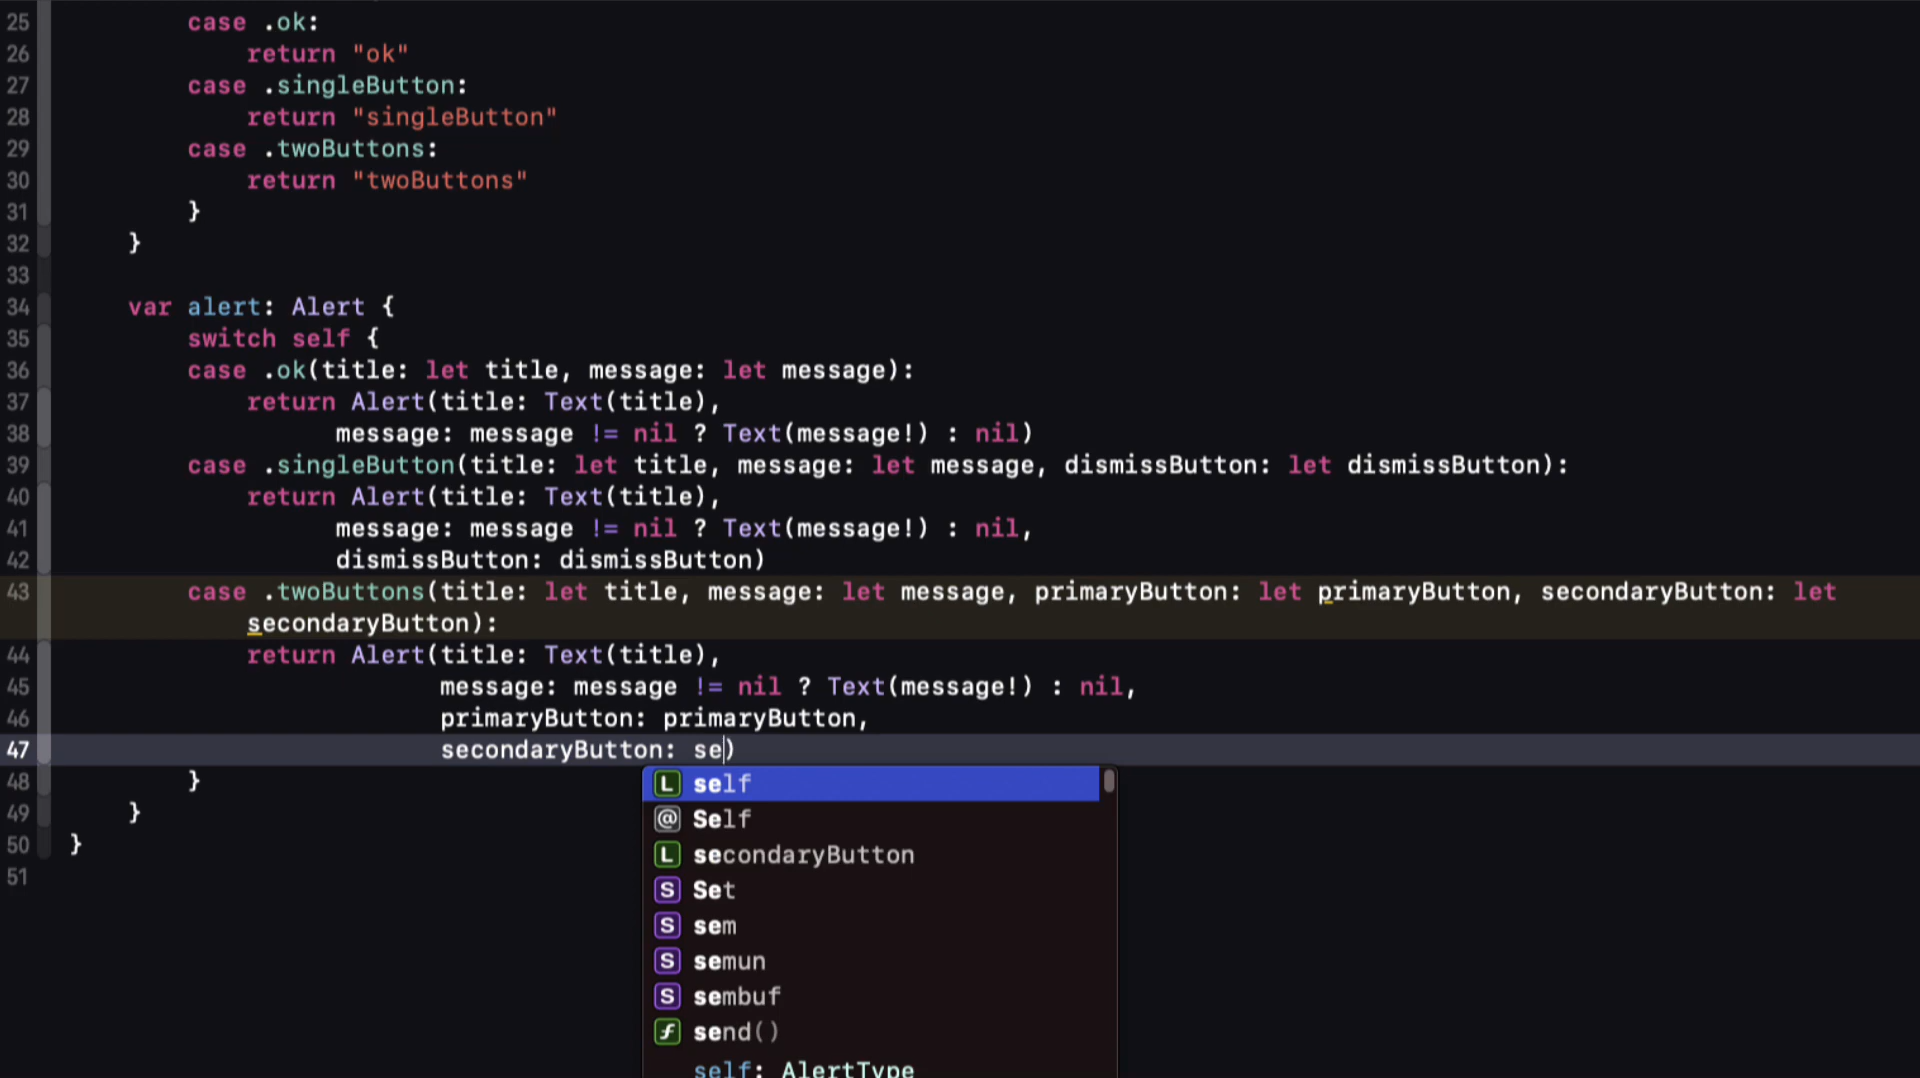 25 case .ok:
26 return "ok"
27 case .singleButton:
28 return "singleButton"
29 case .twoButtons:
30 return "twoButtons"
31 }
32 }
33
34 var alert: Alert {
35 switch self {
36 case .ok(title: let title, message: let message):
37 return Alert(title: Text(title),
38 message: message != nil ? Text(message!) : nil)
39 case .singleButton(title: let title, message: let message, dismissButton: let dismissButton):
40 return Alert(title: Text(title),
41 message: message != nil ? Text(message!) : nil,
42 dismissButton: dismissButton)
43 case .twoButtons(title: let title, message: let message, primaryButton: let primaryButton, secondaryButton: let
secondaryButton):
44 return Alert(title: Text(title),
45 message: message != nil ? Text(message!) : nil,
46 primaryButton: primaryButton,
47 secondaryButton: se)
48 }
L self
49 }
@ Self
50 }
L secondaryButton
51
S Set
S sem
S semun
S sembuf
f send()
self: AlertType